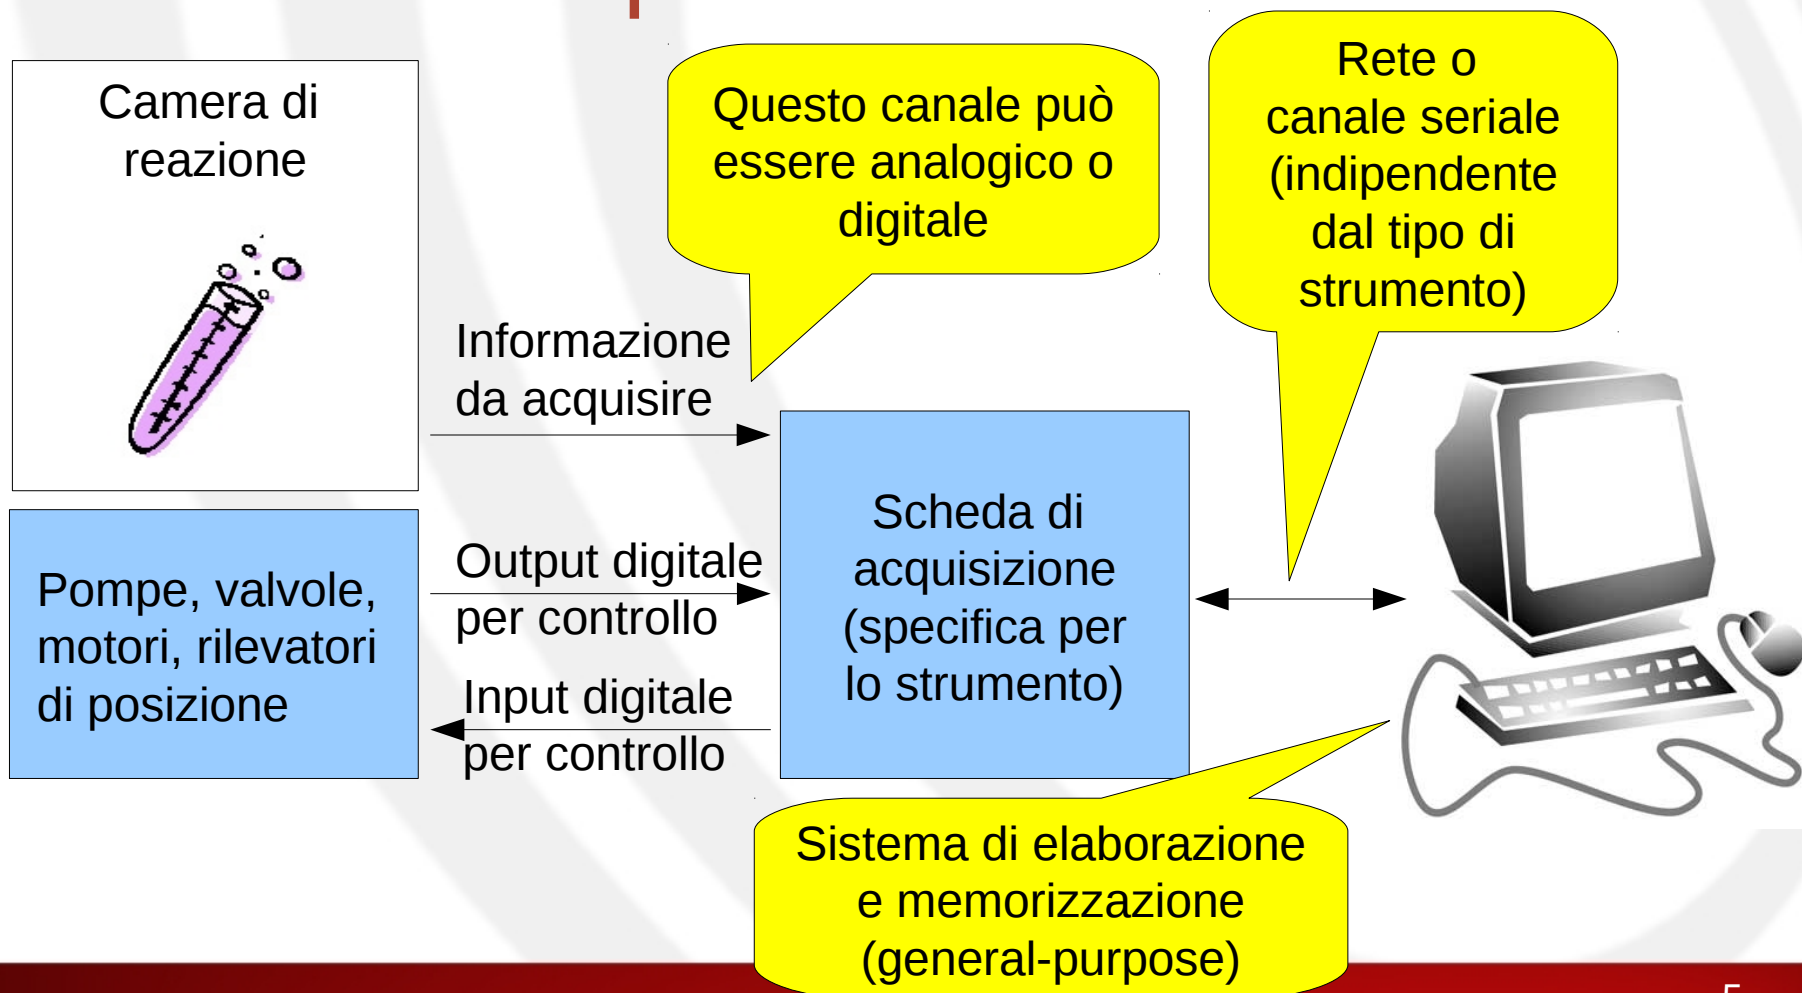 Camera di
reazione
Questo canale può
essere analogico o
digitale
Rete o
canale seriale
(indipendente
dal tipo di
strumento)
Informazione
da acquisire
Pompe, valvole,
motori, rilevatori
di posizione
Output digitale
per controllo
Input digitale
per controllo
Scheda di
acquisizione
(specifica per
lo strumento)
Sistema di elaborazione
e memorizzazione
(general-purpose)